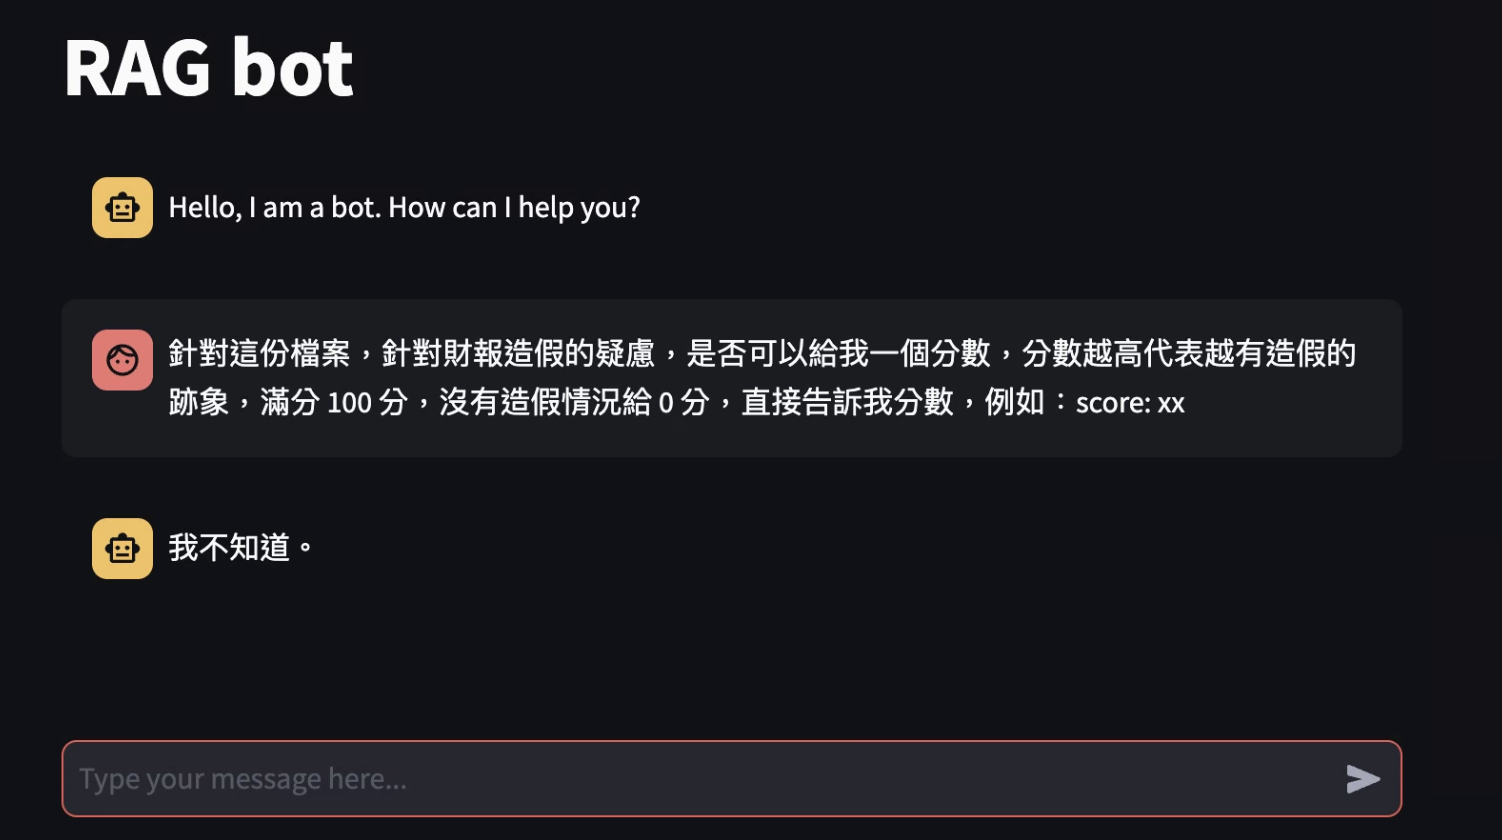 RAG bot
Hello, I am a bot. How can I help you?
針對這份檔案，針對財報造假的疑慮，是否可以給我一個分數，分數越高代表越有造假的
跡象，滿分 100 分，沒有造假情況給 0 分，直接告訴我分數，例如：score: xx
我不知道。
Type your message here...